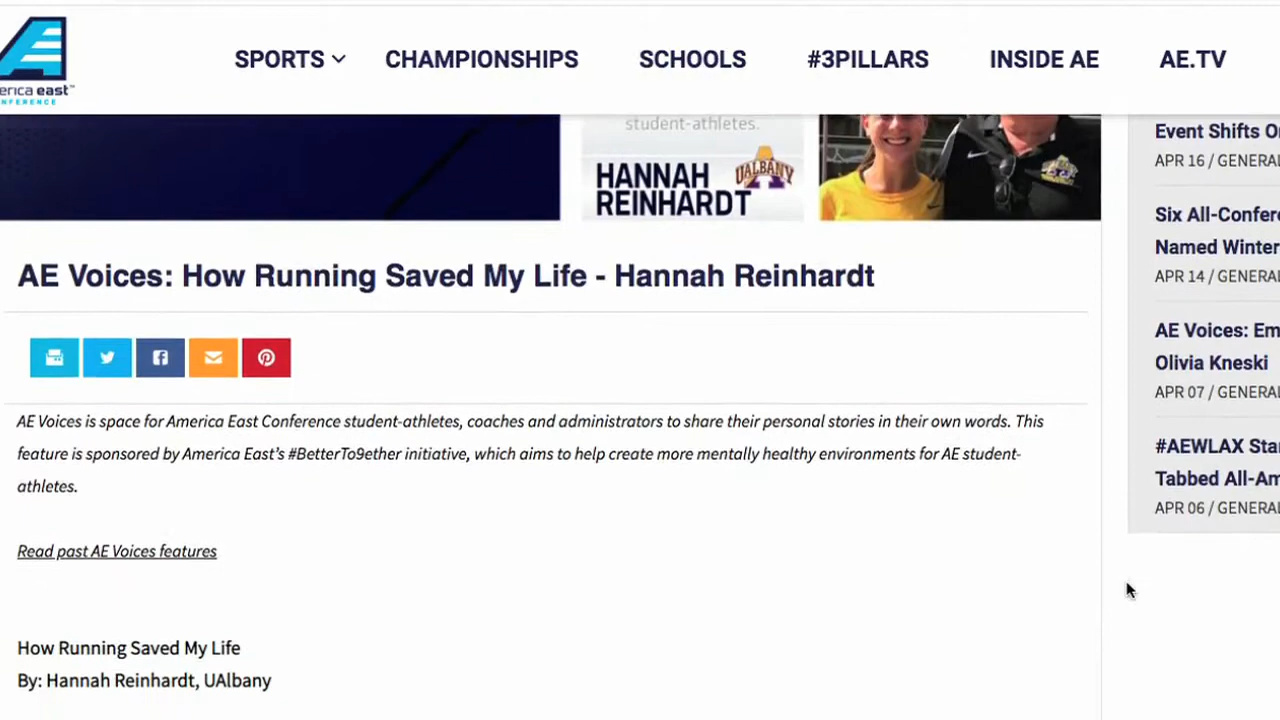 SPORTS
CHAMPIONSHIPS
SCHOOLS
#3PILLARS
INSIDE AE
AE.TV
east™
student-athletes.
HANNAH
REINHARDT
UALBANY
AE Voices: How Running Saved My Life - Hannah Reinhardt
AE Voices is space for America East Conference student-athletes, coaches and administrators to share their personal stories in their own words. This
feature is sponsored by America East's #BetterTo9ether initiative, which aims to help create more mentally healthy environments for AE student-
athletes.
Read past AE Voices features
How Running Saved My Life
By: Hannah Reinhardt, UAlbany
Event Shifts
APR 16 / GENERAL
Six All-Confer
Named Winter
APR 14 / GENERAL
AE Voices: Em
Olivia Kneski
APR 07 / GENERAL
#AEWLAX Star
Tabbed All-Am
APR 06 / GENERAL